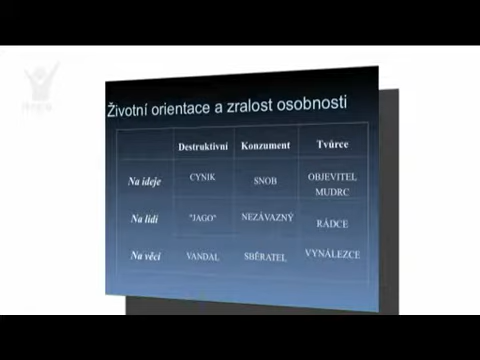 Životní orientace a zralost osobnosti
Destruktivní Konzument Tvůrce
Na ideje CYNIK SNOB OBJEVITEL MUDRC
Na lidi "JAGO" NEZÁVAZNÝ RÁDCE
Na věci VANDAL SBĚRATEL VYNÁLEZCE